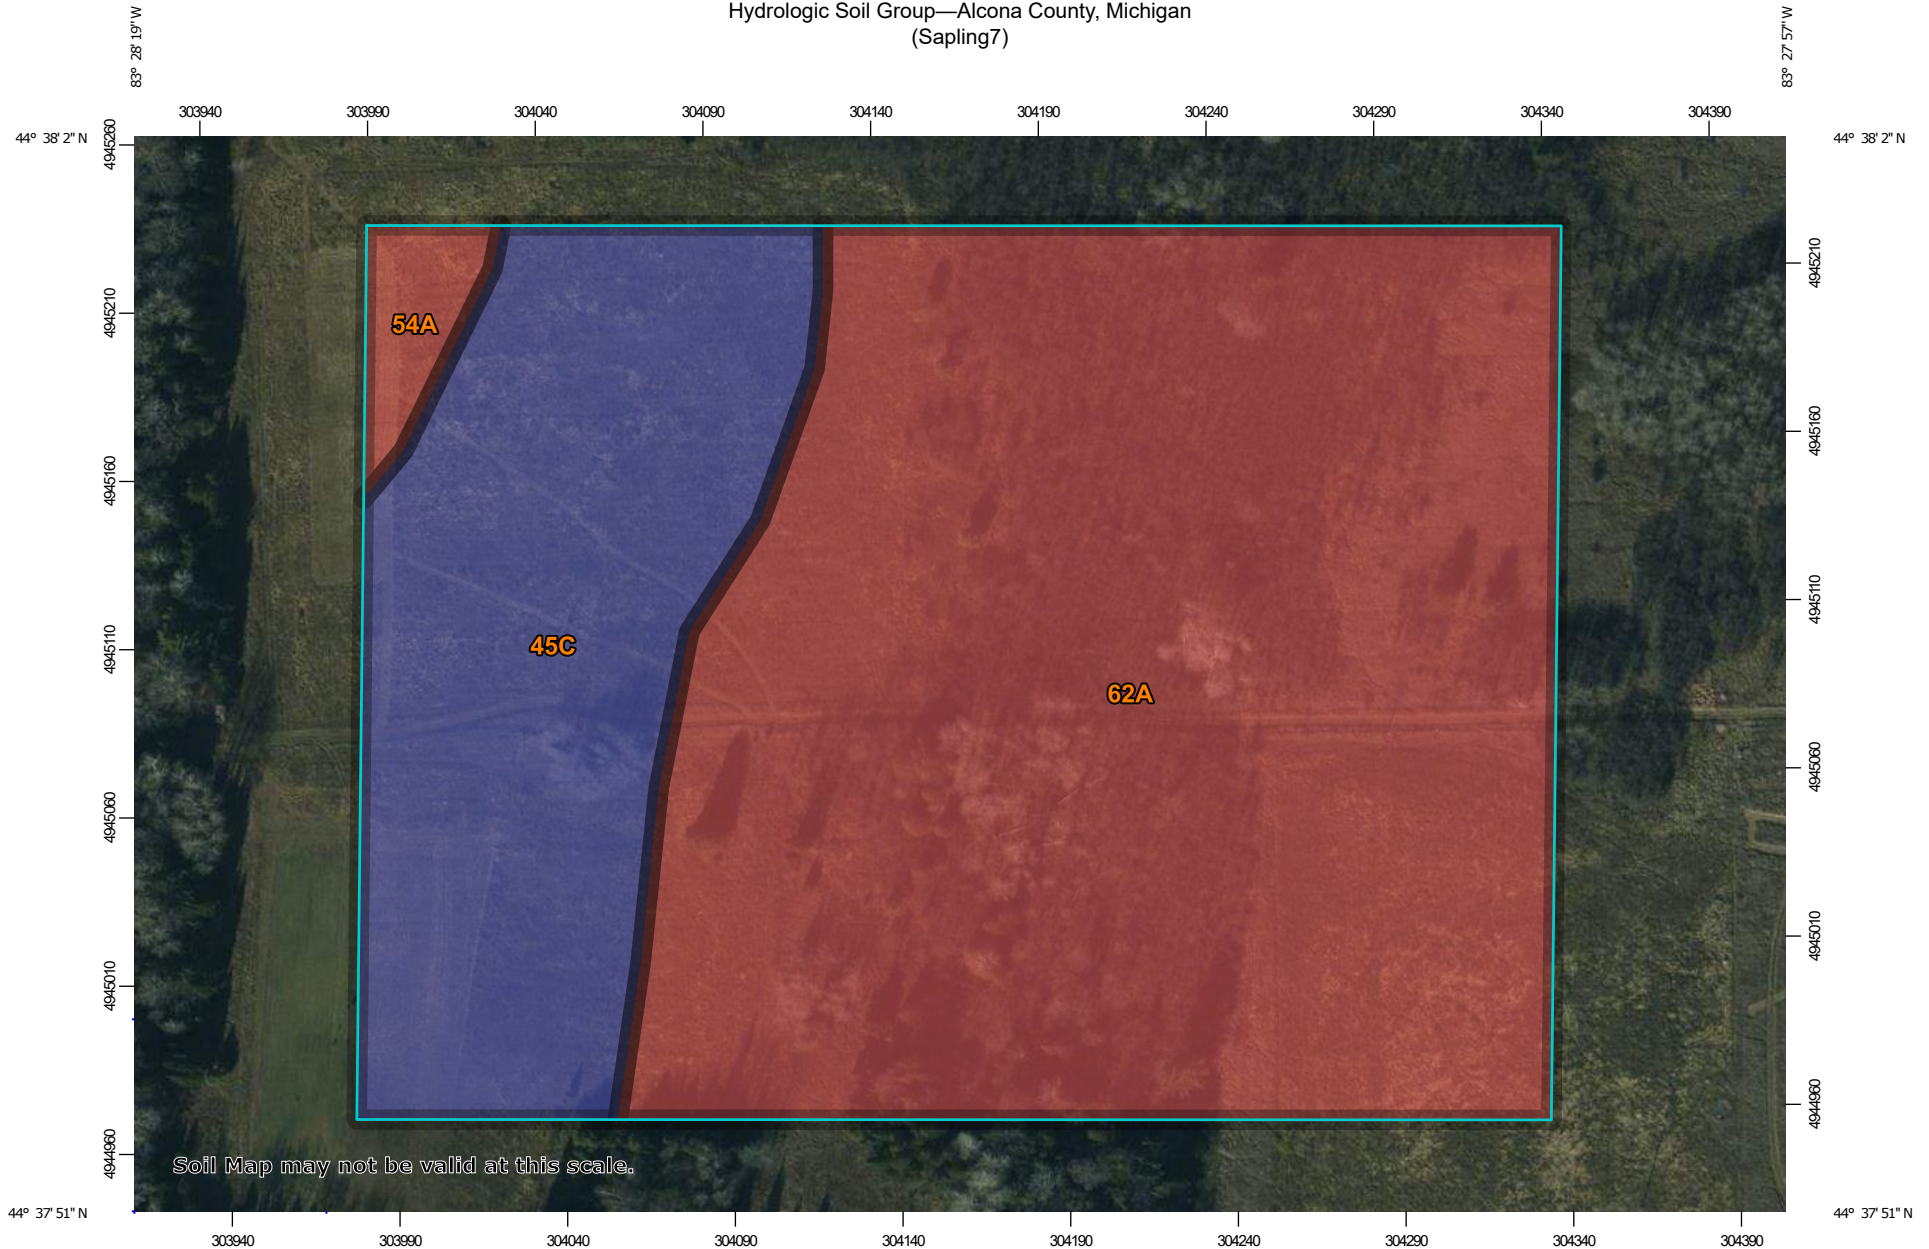 Hydrologic Soil Group—Alcona County, Michigan
(Sapling7)
83° 28' 19'' W
83° 27' 57'' W
303940 303990 304040 304090 304140 304190 304240 304290 304340 304390
44° 38' 2'' N
44° 38' 2'' N
4945260
4945210
4945160
4945110
4945060
4945010
4944960
4945210
4945160
4945110
4945060
4945010
4944960
54A
45C
62A
Soil Map may not be valid at this scale.
44° 37' 51'' N
44° 37' 51'' N
303940 303990 304040 304090 304140 304190 304240 304290 304340 304390